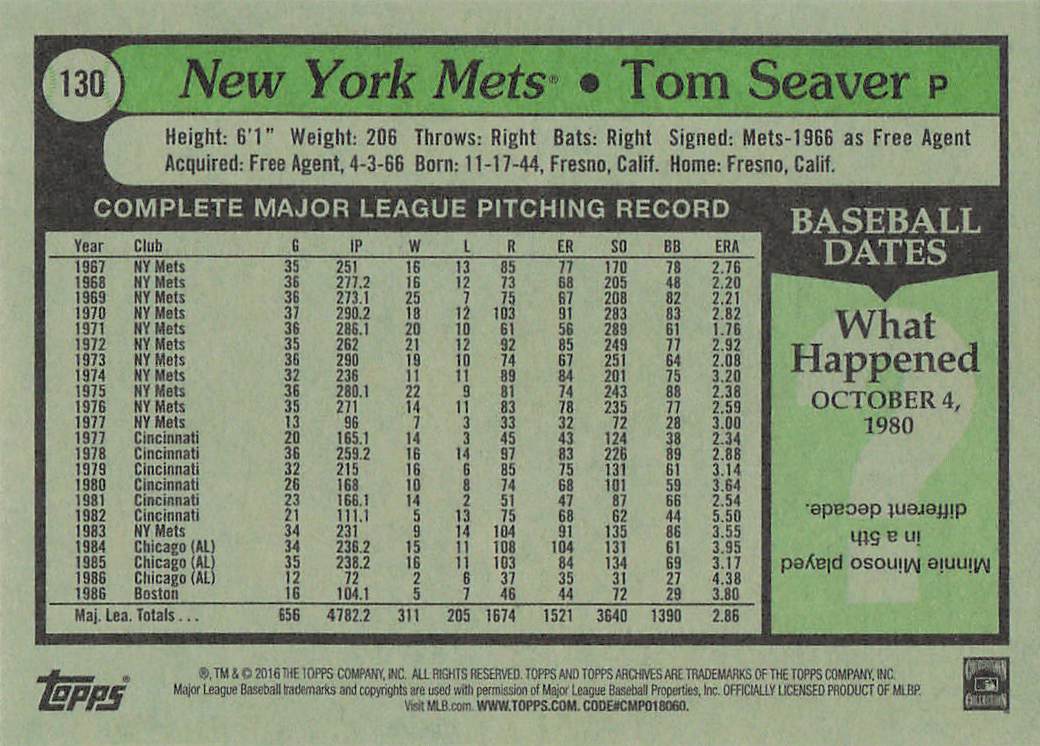 130 New York Mets® • Tom Seaver P
Height: 6'1" Weight: 206 Throws: Right Bats: Right Signed: Mets-1966 as Free Agent
Acquired: Free Agent, 4-3-66 Born: 11-17-44, Fresno, Calif. Home: Fresno, Calif.
COMPLETE MAJOR LEAGUE PITCHING RECORD
Year Club G IP W L R ER SO BB ERA
1967 NY Mets 35 251 16 13 85 77 170 78 2.76
1968 NY Mets 36 277.2 16 12 73 68 205 48 2.20
1969 NY Mets 36 273.1 25 7 75 67 208 82 2.21
1970 NY Mets 37 290.2 18 12 103 91 283 83 2.82
1971 NY Mets 36 286.1 20 10 61 56 289 61 1.76
1972 NY Mets 35 262 21 12 92 85 249 77 2.92
1973 NY Mets 36 290 19 10 74 67 251 64 2.08
1974 NY Mets 32 236 11 11 89 84 201 75 3.20
1975 NY Mets 36 280.1 22 9 81 74 243 88 2.38
1976 NY Mets 35 271 14 11 83 78 235 77 2.59
1977 NY Mets 13 96 7 3 33 32 72 28 3.00
1977 Cincinnati 20 165.1 14 3 45 43 124 38 2.34
1978 Cincinnati 36 259.2 16 14 97 83 226 89 2.88
1979 Cincinnati 32 215 16 6 85 75 131 61 3.14
1980 Cincinnati 26 168 10 8 74 68 101 59 3.64
1981 Cincinnati 23 166.1 14 2 51 47 87 66 2.54
1982 Cincinnati 21 111.1 5 13 75 68 62 44 5.50
1983 NY Mets 34 231 9 14 104 91 135 86 3.55
1984 Chicago (AL) 34 236.2 15 11 108 104 131 61 3.95
1985 Chicago (AL) 35 238.2 16 11 103 84 134 69 3.17
1986 Chicago (AL) 12 72 2 6 37 35 31 27 4.38
1986 Boston 16 104.1 5 7 46 44 72 29 3.80
Maj. Lea. Totals . . . 656 4782.2 311 205 1674 1521 3640 1390 2.86
BASEBALL
DATES
What
Happened
OCTOBER 4,
1980
Minnie Minoso played
in a 5th
different decade.
topps®
®, TM & © 2016 THE TOPPS COMPANY, INC. ALL RIGHTS RESERVED. TOPPS AND TOPPS ARCHIVES ARE TRADEMARKS OF THE TOPPS COMPANY, INC.
Major League Baseball trademarks and copyrights are used with permission of Major League Baseball Properties, Inc. OFFICIALLY LICENSED PRODUCT OF MLBP.
Visit MLB.com. WWW.TOPPS.COM. CODE#CMP018060.
COOPERSTOWN
COLLECTION